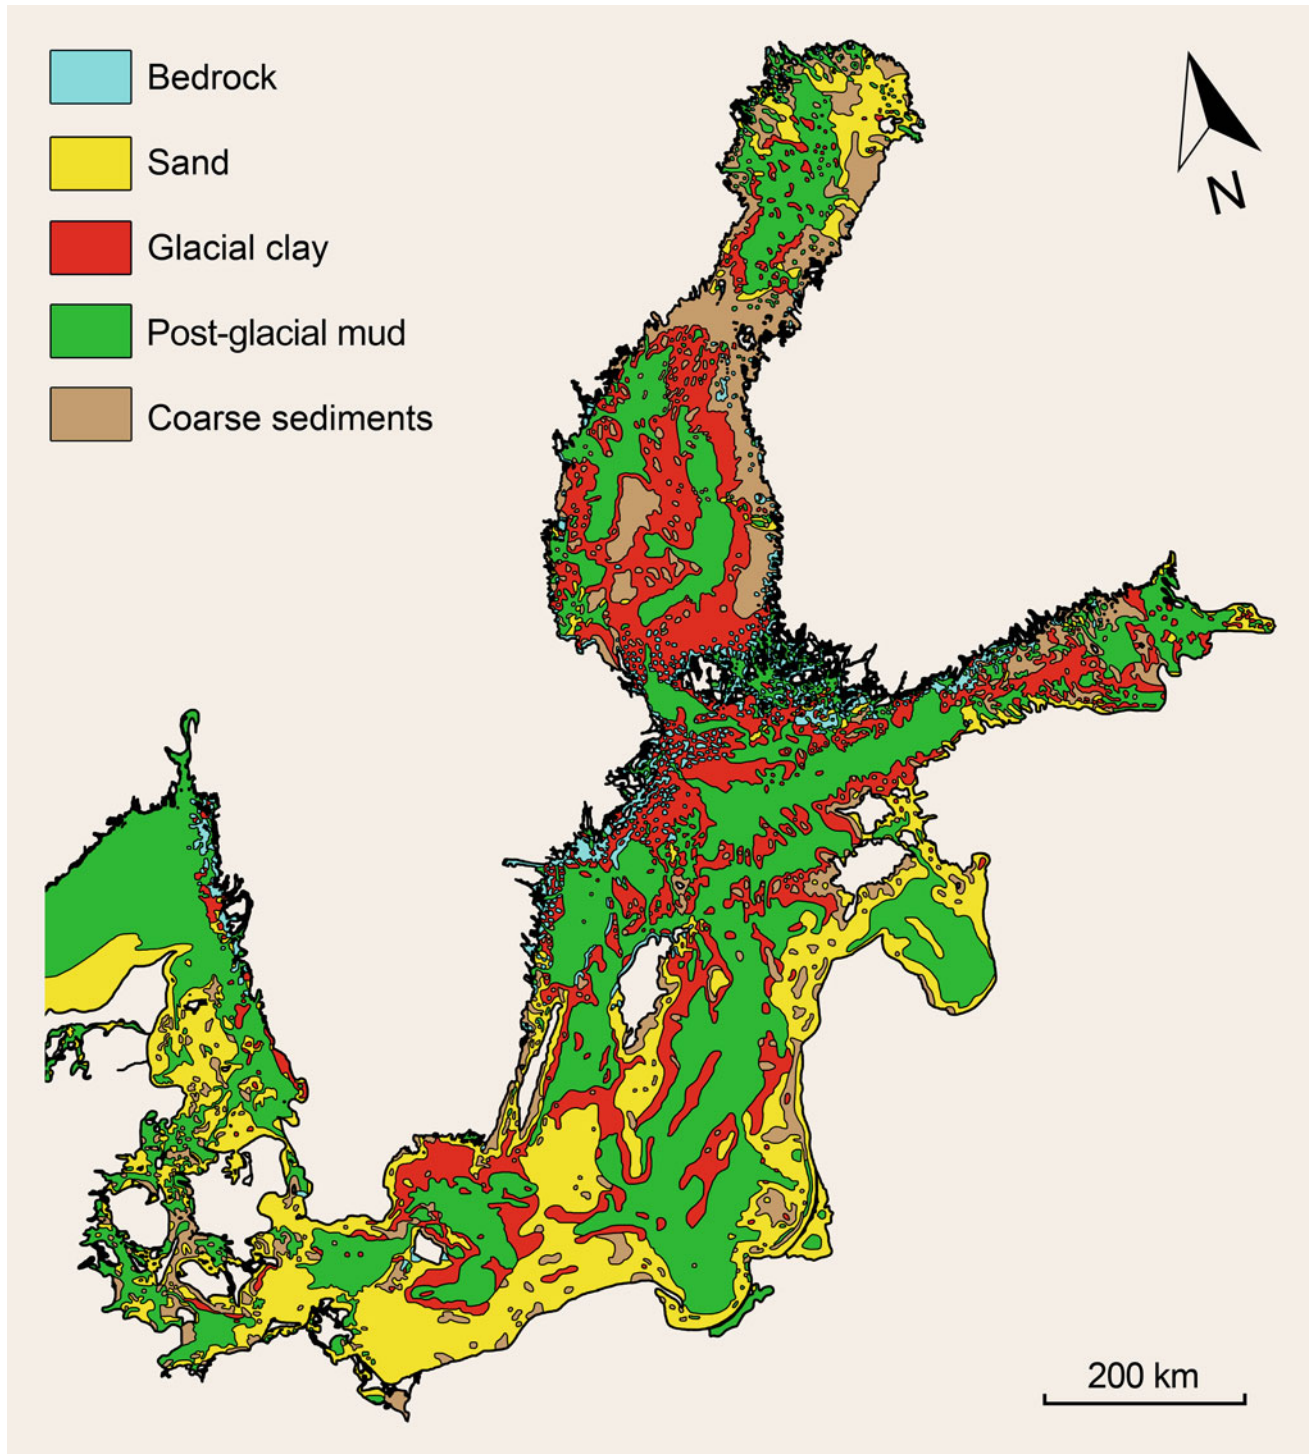 Bedrock
Sand
Glacial clay
Post-glacial mud
Coarse sediments
N
200 km